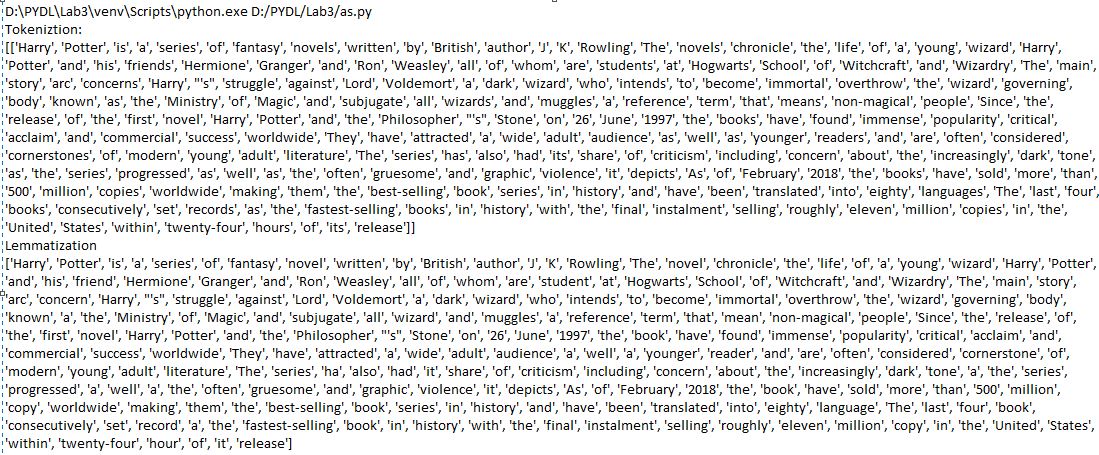 D:\PYDL\Lab3\venv\Scripts\python.exe D:/PYDL/Lab3/as.py
Tokeniztion:
[['Harry', 'Potter', 'is', 'a', 'series', 'of', 'fantasy', 'novels', 'written', 'by', 'British', 'author', 'J', 'K', 'Rowling', 'The', 'novels', 'chronicle', 'the', 'life', 'of', 'a', 'young', 'wizard', 'Harry',
'Potter', 'and', 'his', 'friends', 'Hermione', 'Granger', 'and', 'Ron', 'Weasley', 'all', 'of', 'whom', 'are', 'students', 'at', 'Hogwarts', 'School', 'of', 'Witchcraft', 'and', 'Wizardry', 'The', 'main',
'story', 'arc', 'concerns', 'Harry', "'s", 'struggle', 'against', 'Lord', 'Voldemort', 'a', 'dark', 'wizard', 'who', 'intends', 'to', 'become', 'immortal', 'overthrow', 'the', 'wizard', 'governing',
'body', 'known', 'as', 'the', 'Ministry', 'of', 'Magic', 'and', 'subjugate', 'all', 'wizards', 'and', 'muggles', 'a', 'reference', 'term', 'that', 'means', 'non-magical', 'people', 'Since', 'the',
'release', 'of', 'the', 'first', 'novel', 'Harry', 'Potter', 'and', 'the', 'Philosopher', "'s", 'Stone', 'on', '26', 'June', '1997', 'the', 'books', 'have', 'found', 'immense', 'popularity', 'critical',
'acclaim', 'and', 'commercial', 'success', 'worldwide', 'They', 'have', 'attracted', 'a', 'wide', 'adult', 'audience', 'as', 'well', 'as', 'younger', 'readers', 'and', 'are', 'often', 'considered',
'cornerstones', 'of', 'modern', 'young', 'adult', 'literature', 'The', 'series', 'has', 'also', 'had', 'its', 'share', 'of', 'criticism', 'including', 'concern', 'about', 'the', 'increasingly', 'dark', 'tone',
'as', 'the', 'series', 'progressed', 'as', 'well', 'as', 'the', 'often', 'gruesome', 'and', 'graphic', 'violence', 'it', 'depicts', 'As', 'of', 'February', '2018', 'the', 'books', 'have', 'sold', 'more', 'than',
'500', 'million', 'copies', 'worldwide', 'making', 'them', 'the', 'best-selling', 'book', 'series', 'in', 'history', 'and', 'have', 'been', 'translated', 'into', 'eighty', 'languages', 'The', 'last', 'four',
'books', 'consecutively', 'set', 'records', 'as', 'the', 'fastest-selling', 'books', 'in', 'history', 'with', 'the', 'final', 'instalment', 'selling', 'roughly', 'eleven', 'million', 'copies', 'in', 'the',
'United', 'States', 'within', 'twenty-four', 'hours', 'of', 'its', 'release']]
Lemmatization
['Harry', 'Potter', 'is', 'a', 'series', 'of', 'fantasy', 'novel', 'written', 'by', 'British', 'author', 'J', 'K', 'Rowling', 'The', 'novel', 'chronicle', 'the', 'life', 'of', 'a', 'young', 'wizard', 'Harry', 'Potter',
'and', 'his', 'friend', 'Hermione', 'Granger', 'and', 'Ron', 'Weasley', 'all', 'of', 'whom', 'are', 'student', 'at', 'Hogwarts', 'School', 'of', 'Witchcraft', 'and', 'Wizardry', 'The', 'main', 'story',
'arc', 'concern', 'Harry', "'s", 'struggle', 'against', 'Lord', 'Voldemort', 'a', 'dark', 'wizard', 'who', 'intends', 'to', 'become', 'immortal', 'overthrow', 'the', 'wizard', 'governing', 'body',
'known', 'a', 'the', 'Ministry', 'of', 'Magic', 'and', 'subjugate', 'all', 'wizard', 'and', 'muggles', 'a', 'reference', 'term', 'that', 'mean', 'non-magical', 'people', 'Since', 'the', 'release', 'of',
'the', 'first', 'novel', 'Harry', 'Potter', 'and', 'the', 'Philosopher', "'s", 'Stone', 'on', '26', 'June', '1997', 'the', 'book', 'have', 'found', 'immense', 'popularity', 'critical', 'acclaim', 'and',
'commercial', 'success', 'worldwide', 'They', 'have', 'attracted', 'a', 'wide', 'adult', 'audience', 'a', 'well', 'a', 'younger', 'reader', 'and', 'are', 'often', 'considered', 'cornerstone', 'of',
'modern', 'young', 'adult', 'literature', 'The', 'series', 'ha', 'also', 'had', 'it', 'share', 'of', 'criticism', 'including', 'concern', 'about', 'the', 'increasingly', 'dark', 'tone', 'a', 'the', 'series',
'progressed', 'a', 'well', 'a', 'the', 'often', 'gruesome', 'and', 'graphic', 'violence', 'it', 'depicts', 'As', 'of', 'February', '2018', 'the', 'book', 'have', 'sold', 'more', 'than', '500', 'million',
'copy', 'worldwide', 'making', 'them', 'the', 'best-selling', 'book', 'series', 'in', 'history', 'and', 'have', 'been', 'translated', 'into', 'eighty', 'language', 'The', 'last', 'four', 'book',
'consecutively', 'set', 'record', 'a', 'the', 'fastest-selling', 'book', 'in', 'history', 'with', 'the', 'final', 'instalment', 'selling', 'roughly', 'eleven', 'million', 'copy', 'in', 'the', 'United', 'States',
'within', 'twenty-four', 'hour', 'of', 'it', 'release']